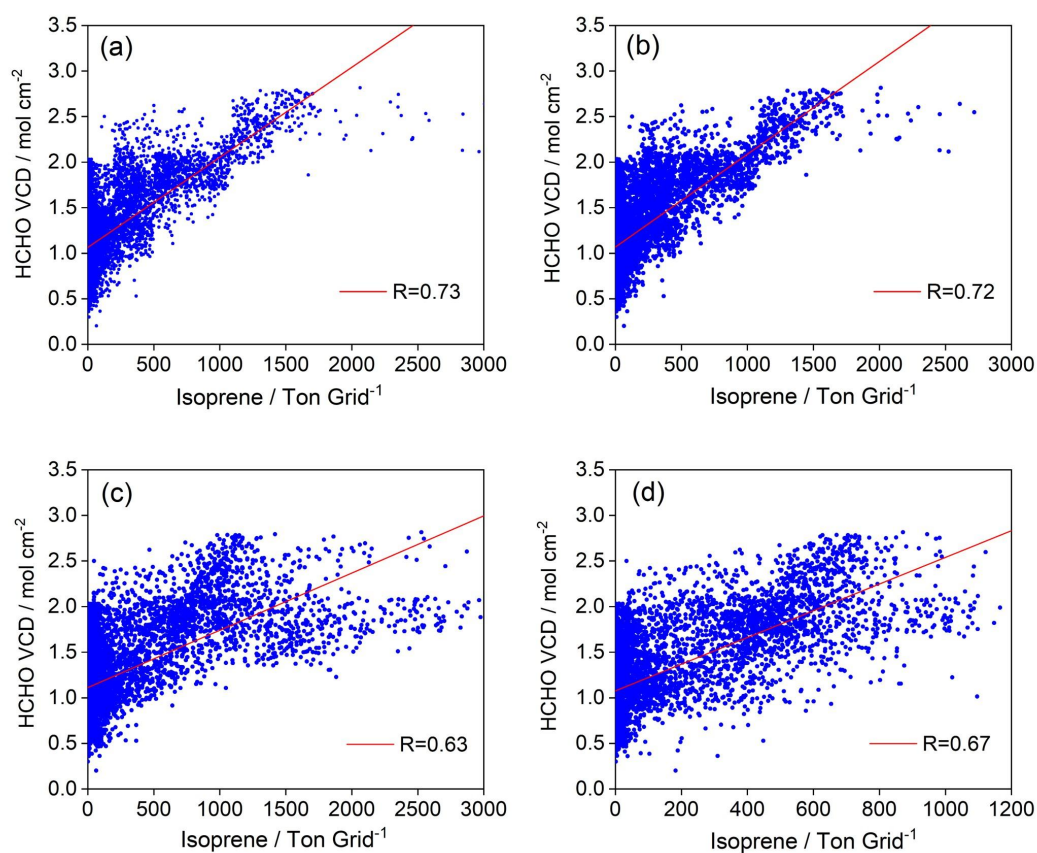 (a)
HCHO VCD / mol cm⁻²
3.5
3.0
2.5
2.0
1.5
1.0
0.5
0.0
R=0.73
0 500 1000 1500 2000 2500 3000
Isoprene / Ton Grid⁻¹
(b)
HCHO VCD / mol cm⁻²
3.5
3.0
2.5
2.0
1.5
1.0
0.5
0.0
R=0.72
0 500 1000 1500 2000 2500 3000
Isoprene / Ton Grid⁻¹
(c)
HCHO VCD / mol cm⁻²
3.5
3.0
2.5
2.0
1.5
1.0
0.5
0.0
R=0.63
0 500 1000 1500 2000 2500 3000
Isoprene / Ton Grid⁻¹
(d)
HCHO VCD / mol cm⁻²
3.5
3.0
2.5
2.0
1.5
1.0
0.5
0.0
R=0.67
0 200 400 600 800 1000 1200
Isoprene / Ton Grid⁻¹